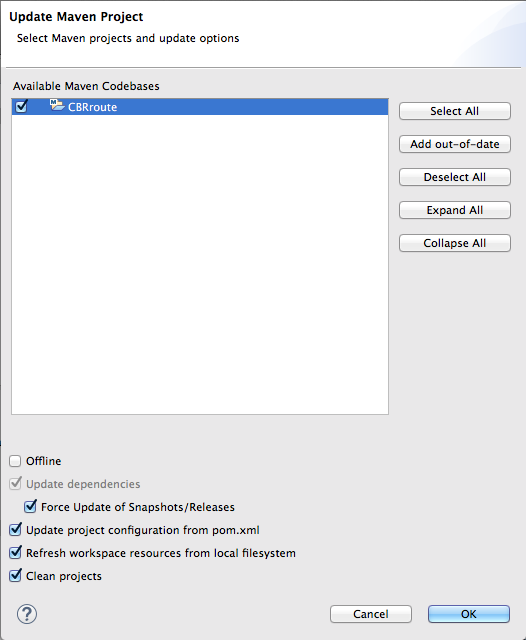 Update Maven Project
Select Maven projects and update options
Available Maven Codebases
CBRroute
Select All
Add out-of-date
Deselect All
Expand All
Collapse All
Offline
Update dependencies
Force Update of Snapshots/Releases
Update project configuration from pom.xml
Refresh workspace resources from local filesystem
Clean projects
?
Cancel
OK